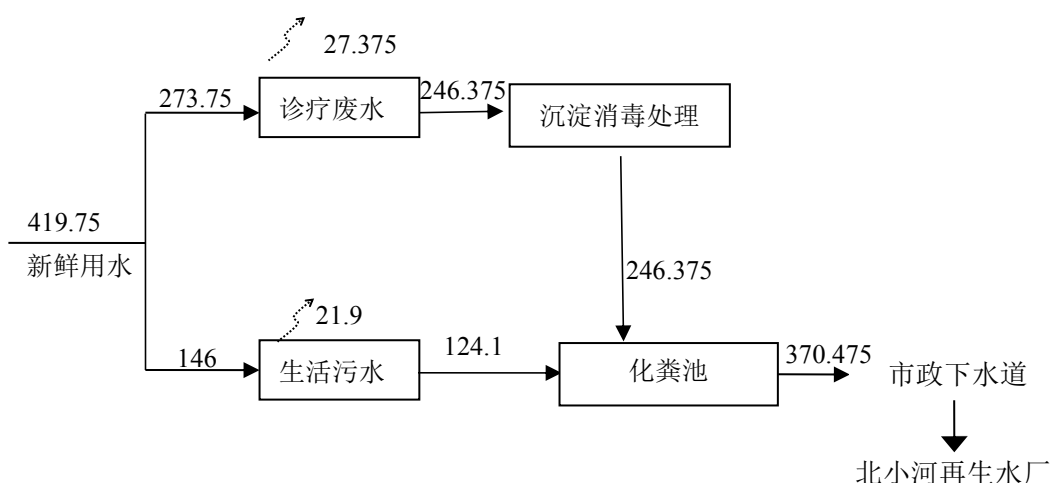 27.375
273.75
诊疗废水
246.375
沉淀消毒处理
419.75
新鲜用水
246.375
21.9
146
生活污水
124.1
化粪池
370.475
市政下水道
北小河再生水厂